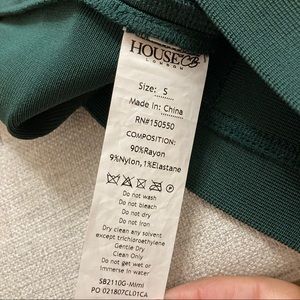 HOUSE OF CB
LONDON
Size: S
Made In: China
RN#150550
COMPOSITION:
90%Rayon
9%Nylon,1%Elastane
Do not wash
Do not bleach
Do not dry
Do not Iron
Dry clean any solvent
except trichloroethylene
Gentle Dry
Clean Only
Do not get wet or
Immerse in water
SB2110G-Mimi
PO 021807CL01CA